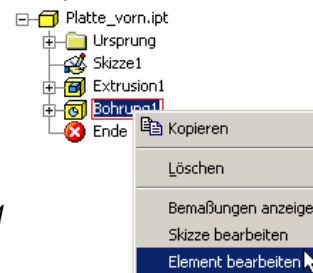 Platte_vorn.ipt
Ursprung
Skizze1
Extrusion1
Bohrung1
Ende
Kopieren
Löschen
Bemaßungen anzeige
Skizze bearbeiten
Element bearbeiten